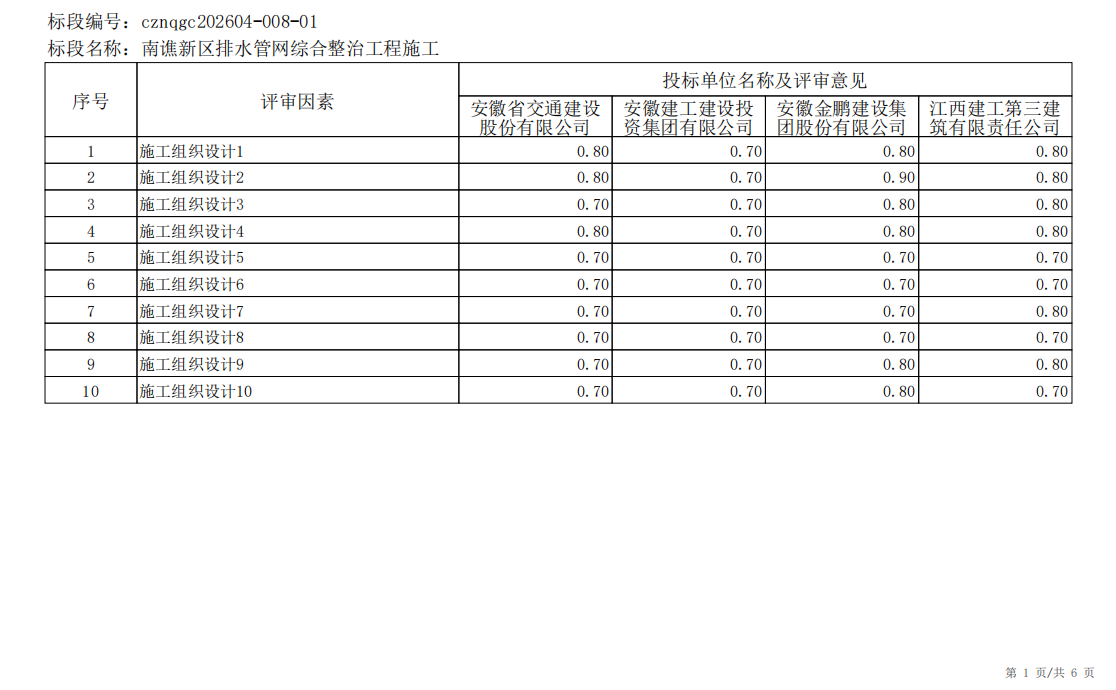 标段编号：cznqgc202604-008-01
标段名称：南谯新区排水管网综合整治工程施工
序号 评审因素 投标单位名称及评审意见
安徽省交通建设股份有限公司 安徽建工建设投资集团有限公司 安徽金鹏建设集团股份有限公司 江西建工第三建筑有限责任公司
1 施工组织设计1 0.80 0.70 0.80 0.80
2 施工组织设计2 0.80 0.70 0.90 0.80
3 施工组织设计3 0.70 0.70 0.80 0.80
4 施工组织设计4 0.80 0.70 0.80 0.80
5 施工组织设计5 0.70 0.70 0.70 0.70
6 施工组织设计6 0.70 0.70 0.70 0.70
7 施工组织设计7 0.70 0.70 0.70 0.80
8 施工组织设计8 0.70 0.70 0.70 0.70
9 施工组织设计9 0.70 0.70 0.80 0.80
10 施工组织设计10 0.70 0.70 0.80 0.70
第 1 页/共 6 页